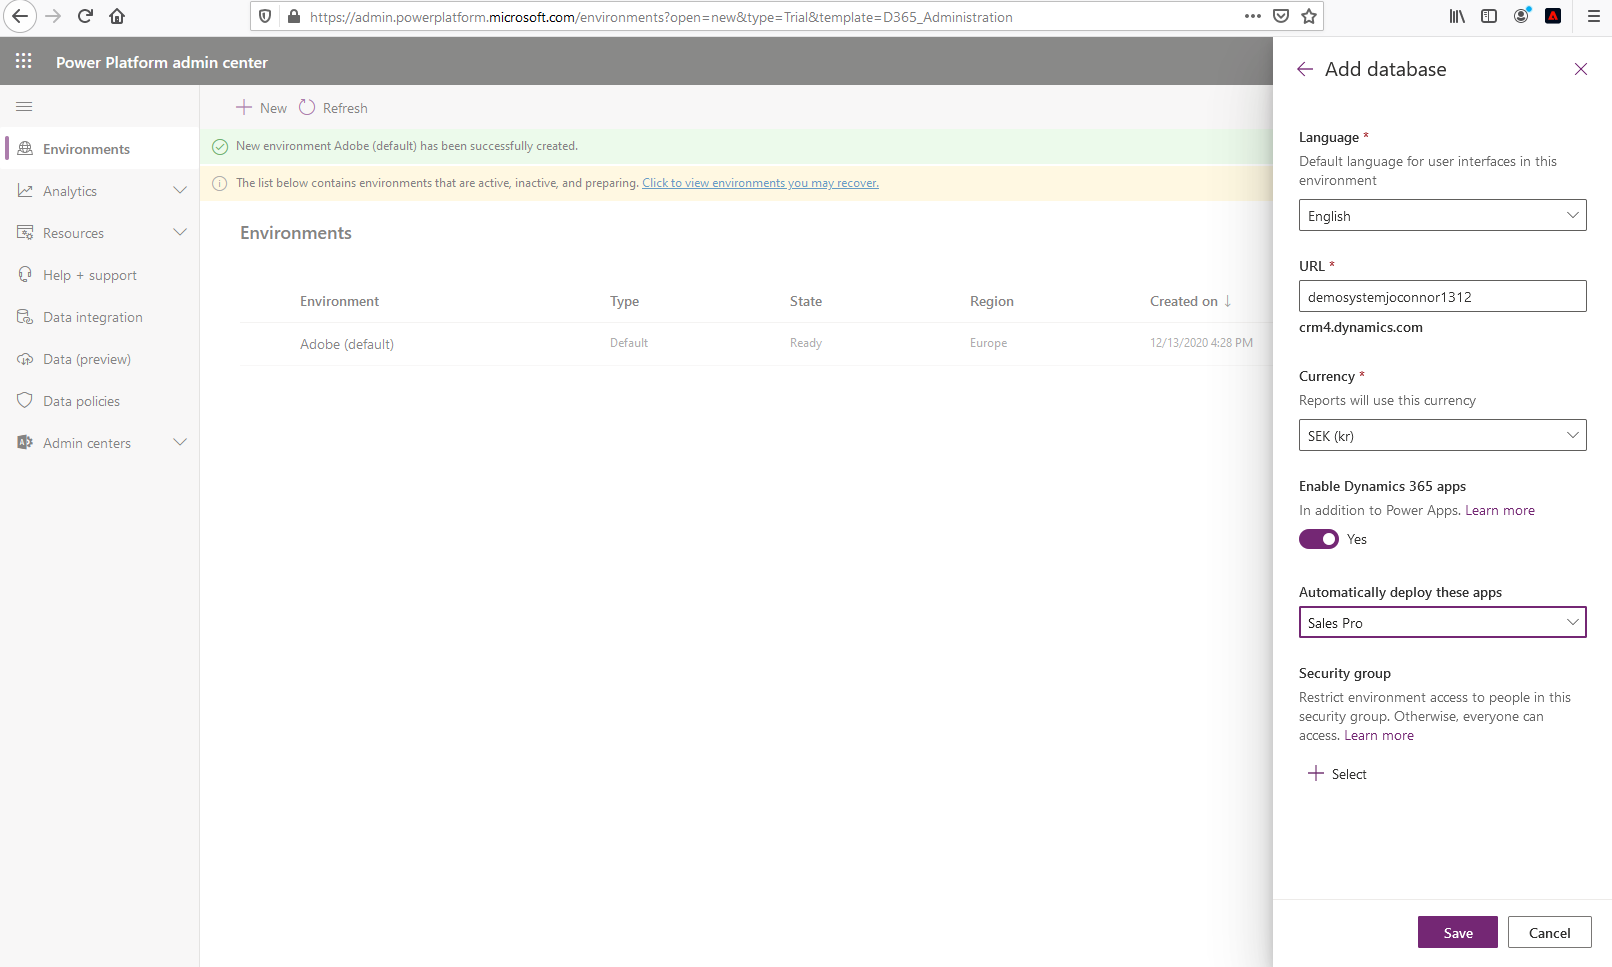 https://admin.powerplatform.microsoft.com/environments?open=new&type=Trial&template=D365_Administration
Power Platform admin center
Environments
Analytics
Resources
Help + support
Data integration
Data (preview)
Data policies
Admin centers
New Refresh
New environment Adobe (default) has been successfully created.
The list below contains environments that are active, inactive, and preparing. Click to view environments you may recover.
Environments
Environment Type State Region Created on ↓
Adobe (default) Default Ready Europe 12/13/2020 4:28 PM
Add database
Language *
Default language for user interfaces in this
environment
English
URL *
demosystemjoconnor1312
crm4.dynamics.com
Currency *
Reports will use this currency
SEK (kr)
Enable Dynamics 365 apps
In addition to Power Apps. Learn more
Yes
Automatically deploy these apps
Sales Pro
Security group
Restrict environment access to people in this
security group. Otherwise, everyone can
access. Learn more
Select
Save Cancel